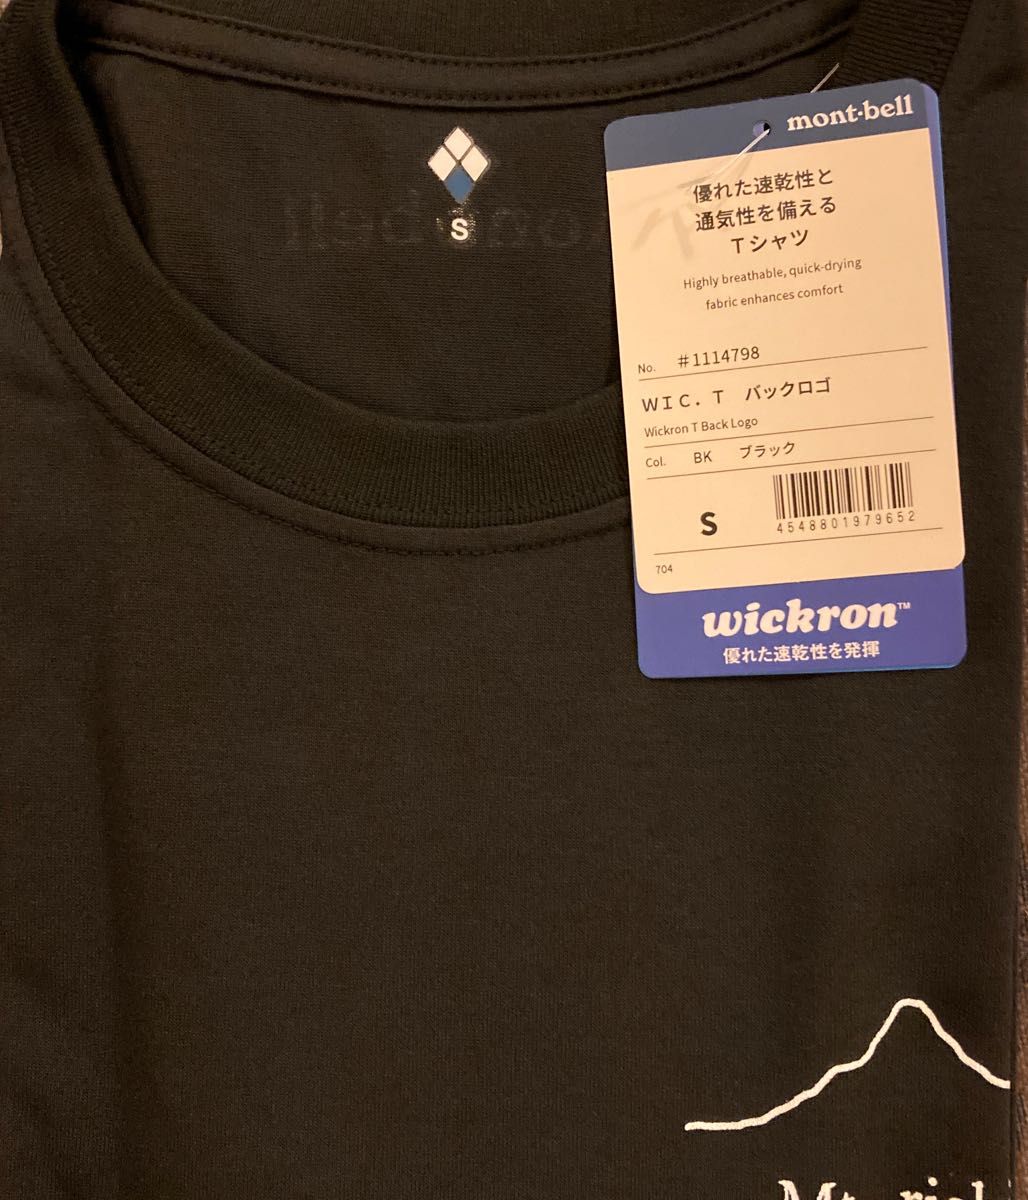 S
mont-bell
優れた速乾性と
通気性を備える
Tシャツ
Highly breathable, quick-drying
fabric enhances comfort
No. #1114798
WIC. T バックロゴ
Wickron T Back Logo
Col. BK ブラック
S
4548801979652
704
wickron™
優れた速乾性を発揮